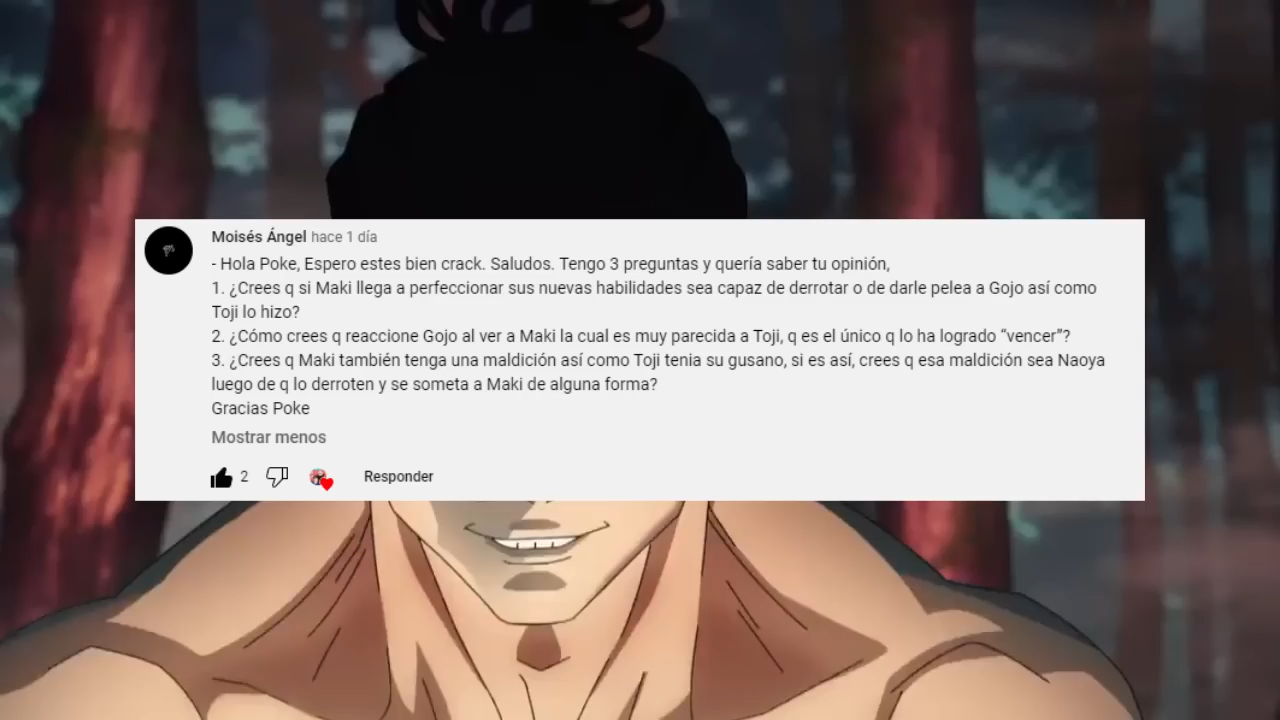 Moisés Ángel hace 1 día
- Hola Poke, Espero estes bien crack. Saludos. Tengo 3 preguntas y quería saber tu opinión,
1. ¿Crees q si Maki llega a perfeccionar sus nuevas habilidades sea capaz de derrotar o de darle pelea a Gojo así como
Toji lo hizo?
2. ¿Cómo crees q reaccione Gojo al ver a Maki la cual es muy parecida a Toji, q es el único q lo ha logrado “vencer”?
3. ¿Crees q Maki también tenga una maldición así como Toji tenia su gusano, si es así, crees q esa maldición sea Naoya
luego de q lo derroten y se someta a Maki de alguna forma?
Gracias Poke
Mostrar menos
2 Responder